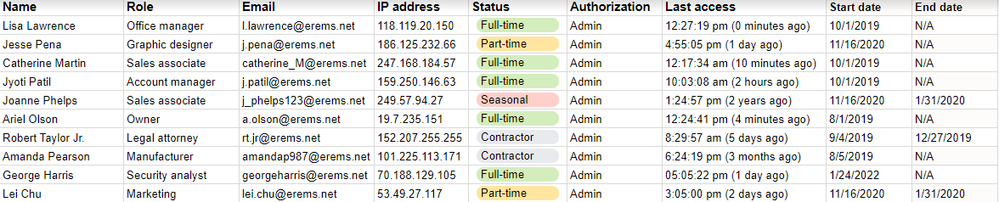 Name Role Email IP address Status Authorization Last access Start date End date
Lisa Lawrence Office manager l.lawrence@erems.net 118.119.20.150 Full-time Admin 12:27:19 pm (0 minutes ago) 10/1/2019 N/A
Jesse Pena Graphic designer j.pena@erems.net 186.125.232.66 Part-time Admin 4:55:05 pm (1 day ago) 11/16/2020 N/A
Catherine Martin Sales associate catherine_M@erems.net 247.168.184.57 Full-time Admin 12:17:34 am (10 minutes ago) 10/1/2019 N/A
Jyoti Patil Account manager j.patil@erems.net 159.250.146.63 Full-time Admin 10:03:08 am (2 hours ago) 10/1/2019 N/A
Joanne Phelps Sales associate j_phelps123@erems.net 249.57.94.27 Seasonal Admin 1:24:57 pm (2 years ago) 11/16/2020 1/31/2020
Ariel Olson Owner a.olson@erems.net 19.7.235.151 Full-time Admin 12:24:41 pm (4 minutes ago) 8/1/2019 N/A
Robert Taylor Jr. Legal attorney rt.jr@erems.net 152.207.255.255 Contractor Admin 8:29:57 am (5 days ago) 9/4/2019 12/27/2019
Amanda Pearson Manufacturer amandap987@erems.net 101.225.113.171 Contractor Admin 6:24:19 pm (3 months ago) 8/5/2019 N/A
George Harris Security analyst georgeharris@erems.net 70.188.129.105 Full-time Admin 05:05:22 pm (1 day ago) 1/24/2022 N/A
Lei Chu Marketing lei.chu@erems.net 53.49.27.117 Part-time Admin 3:05:00 pm (2 days ago) 11/16/2020 1/31/2020